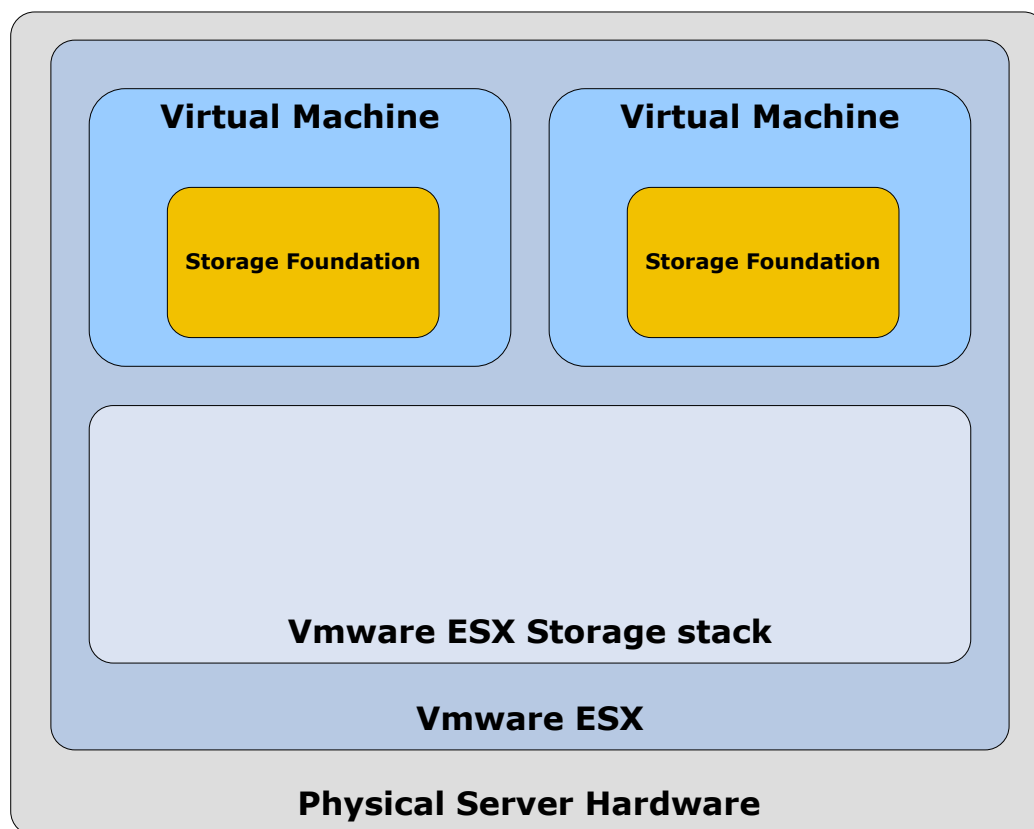 Virtual Machine
Virtual Machine
Storage Foundation
Storage Foundation
Vmware ESX Storage stack
Vmware ESX
Physical Server Hardware